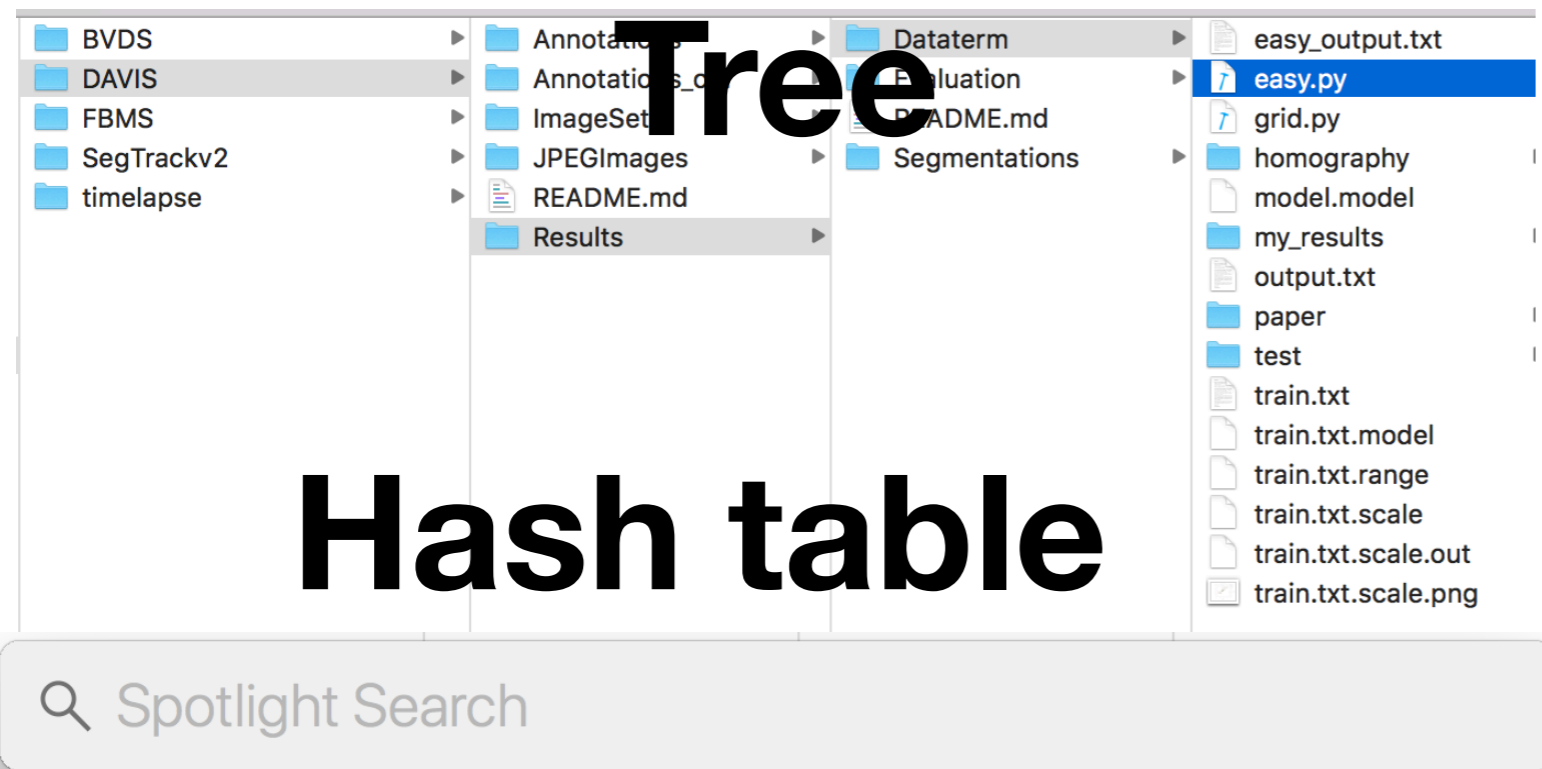 BVDS
DAVIS
FBMS
SegTrackv2
timelapse
JPEGImages
README.md
Results
Dataterm
README.md
Segmentations
easy_output.txt
easy.py
grid.py
homography
model.model
my_results
output.txt
paper
test
train.txt
train.txt.model
train.txt.range
train.txt.scale
train.txt.scale.out
train.txt.scale.png
Tree
Hash table
Spotlight Search